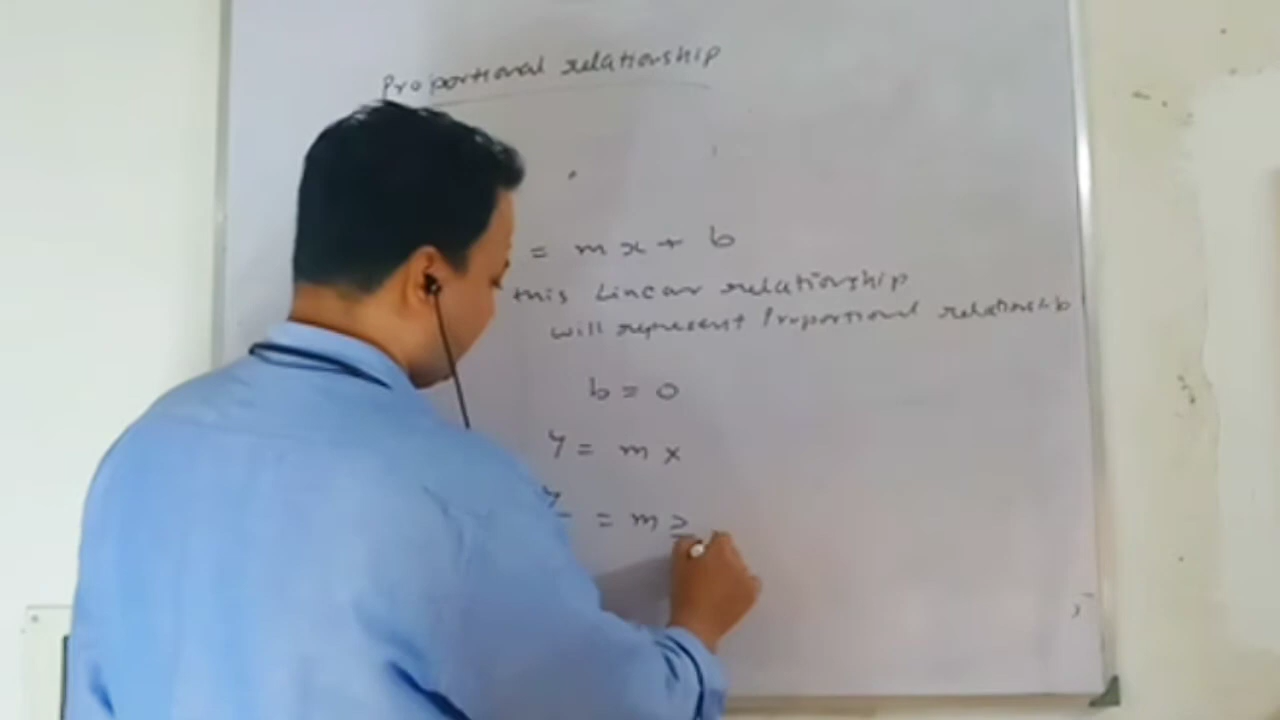 Proportional relationship
= mx + b
this Linear relationship
will represent Proportional relationship
b = 0
y = mx
y = m